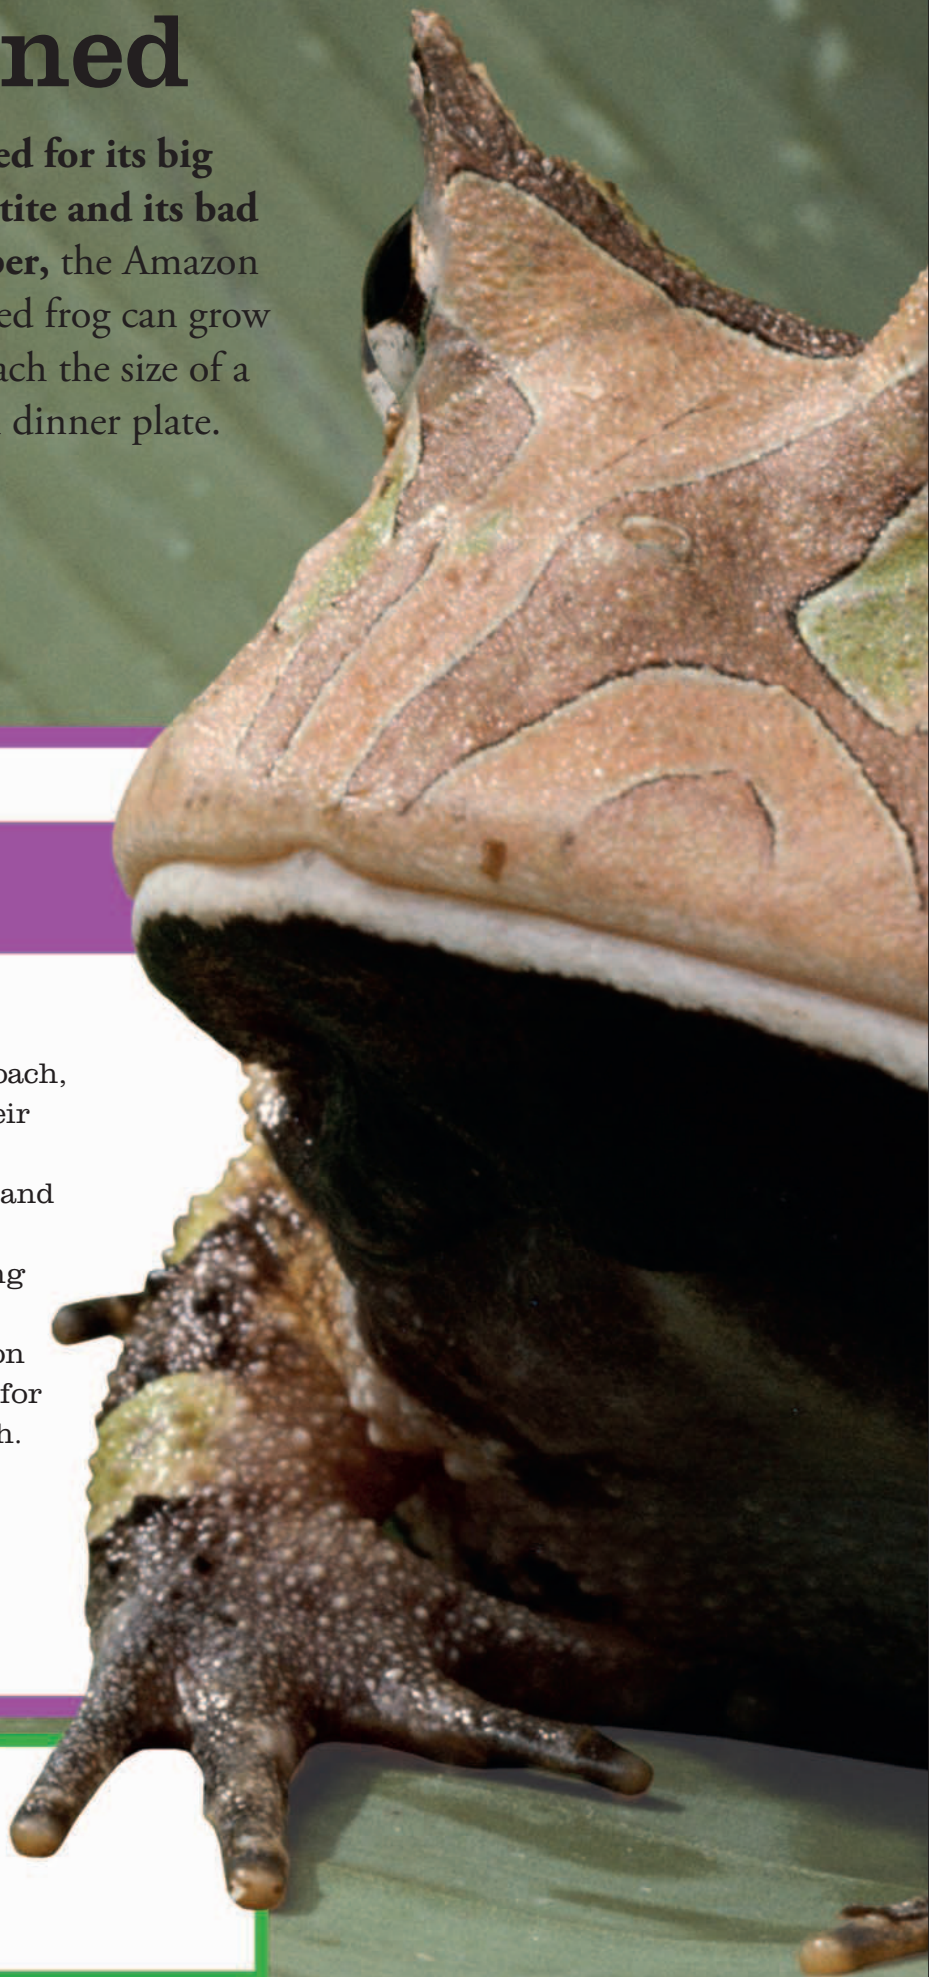 ned
ed for its big
tite and its bad
per, the Amazon
ed frog can grow
ach the size of a
dinner plate.
oach,
eir
and
ng
on
for
h.